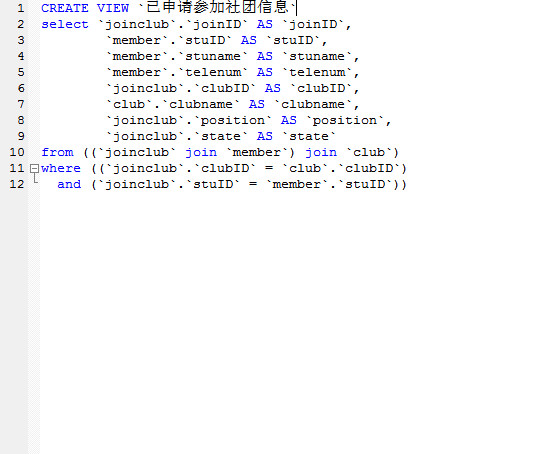 1 CREATE VIEW `已申请参加社团信息`
2 select `joinclub`.`joinID` AS `joinID`,
3 `member`.`stuID` AS `stuID`,
4 `member`.`stuname` AS `stuname`,
5 `member`.`telenum` AS `telenum`,
6 `joinclub`.`clubID` AS `clubID`,
7 `club`.`clubname` AS `clubname`,
8 `joinclub`.`position` AS `position`,
9 `joinclub`.`state` AS `state`
10 from ((`joinclub` join `member`) join `club`)
11 where ((`joinclub`.`clubID` = `club`.`clubID`)
12 and (`joinclub`.`stuID` = `member`.`stuID`))